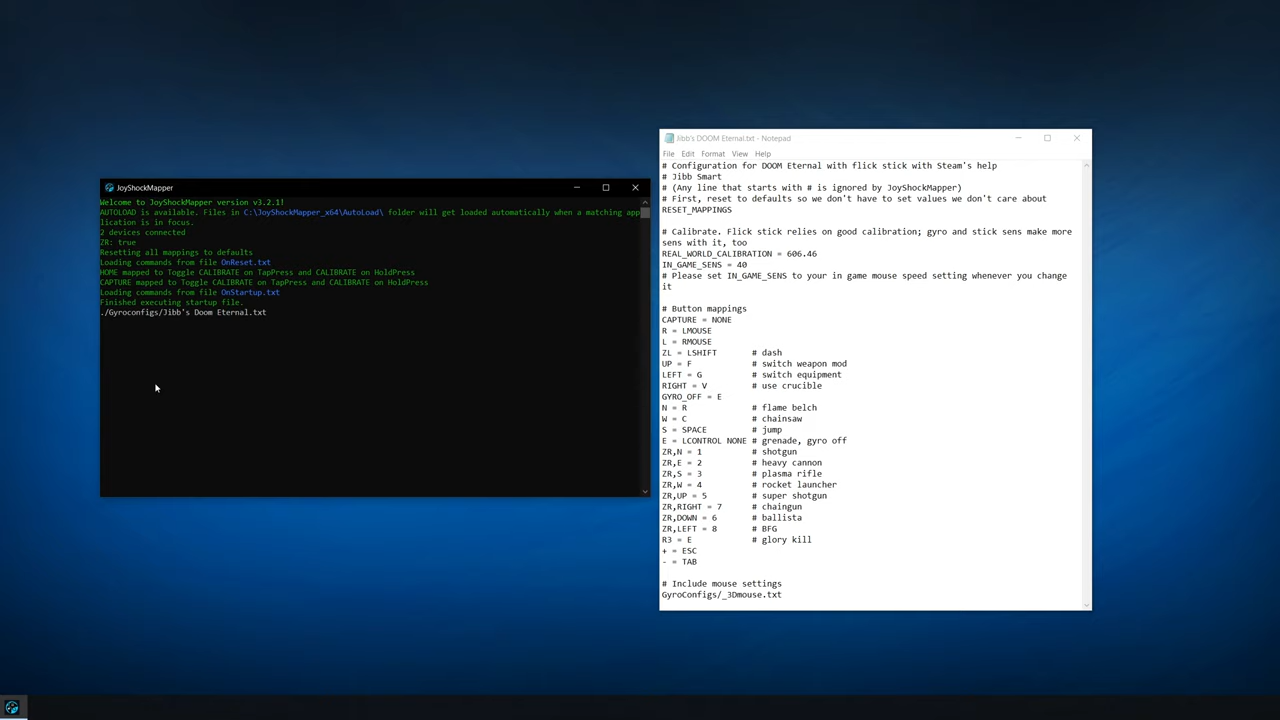 JoyShockMapper
Welcome to JoyShockMapper version v3.2.1!
AUTOLOAD is available. Files in C:\JoyShockMapper_x64\AutoLoad\ folder will get loaded automatically when a matching app
lication is in focus.
2 devices connected
ZR: true
Resetting all mappings to defaults
Loading commands from file OnReset.txt
HOME mapped to Toggle CALIBRATE on TapPress and CALIBRATE on HoldPress
CAPTURE mapped to Toggle CALIBRATE on TapPress and CALIBRATE on HoldPress
Loading commands from file OnStartup.txt
Finished executing startup file.
./Gyroconfigs/Jibb's Doom Eternal.txt
Jibb's DOOM Eternal.txt - Notepad
File Edit Format View Help
# Configuration for DOOM Eternal with flick stick with Steam's help
# Jibb Smart
# (Any line that starts with # is ignored by JoyShockMapper)
# First, reset to defaults so we don't have to set values we don't care about
RESET_MAPPINGS
# Calibrate. Flick stick relies on good calibration; gyro and stick sens make more
sens with it, too
REAL_WORLD_CALIBRATION = 606.46
IN_GAME_SENS = 40
# Please set IN_GAME_SENS to your in game mouse speed setting whenever you change
it
# Button mappings
CAPTURE = NONE
R = LMOUSE
L = RMOUSE
ZL = LSHIFT # dash
UP = F # switch weapon mod
LEFT = G # switch equipment
RIGHT = V # use crucible
GYRO_OFF = E
N = R # flame belch
W = C # chainsaw
S = SPACE # jump
E = LCONTROL NONE # grenade, gyro off
ZR,N = 1 # shotgun
ZR,E = 2 # heavy cannon
ZR,S = 3 # plasma rifle
ZR,W = 4 # rocket launcher
ZR,UP = 5 # super shotgun
ZR,RIGHT = 7 # chaingun
ZR,DOWN = 6 # ballista
ZR,LEFT = 8 # BFG
R3 = E # glory kill
+ = ESC
- = TAB
# Include mouse settings
GyroConfigs/_3Dmouse.txt